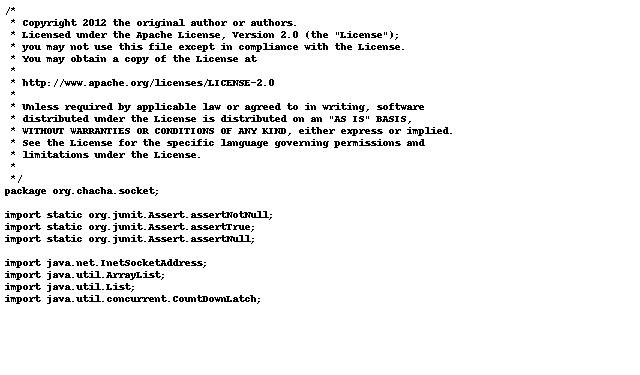 /*
 * Copyright 2012 the original author or authors.
 * Licensed under the Apache License, Version 2.0 (the "License");
 * you may not use this file except in compliance with the License.
 * You may obtain a copy of the License at
 *
 * http://www.apache.org/licenses/LICENSE-2.0
 *
 * Unless required by applicable law or agreed to in writing, software
 * distributed under the License is distributed on an "AS IS" BASIS,
 * WITHOUT WARRANTIES OR CONDITIONS OF ANY KIND, either express or implied.
 * See the License for the specific language governing permissions and
 * limitations under the License.
 *
 */
package org.chacha.socket;

import static org.junit.Assert.assertNotNull;
import static org.junit.Assert.assertTrue;
import static org.junit.Assert.assertNull;

import java.net.InetSocketAddress;
import java.util.ArrayList;
import java.util.List;
import java.util.concurrent.CountDownLatch;